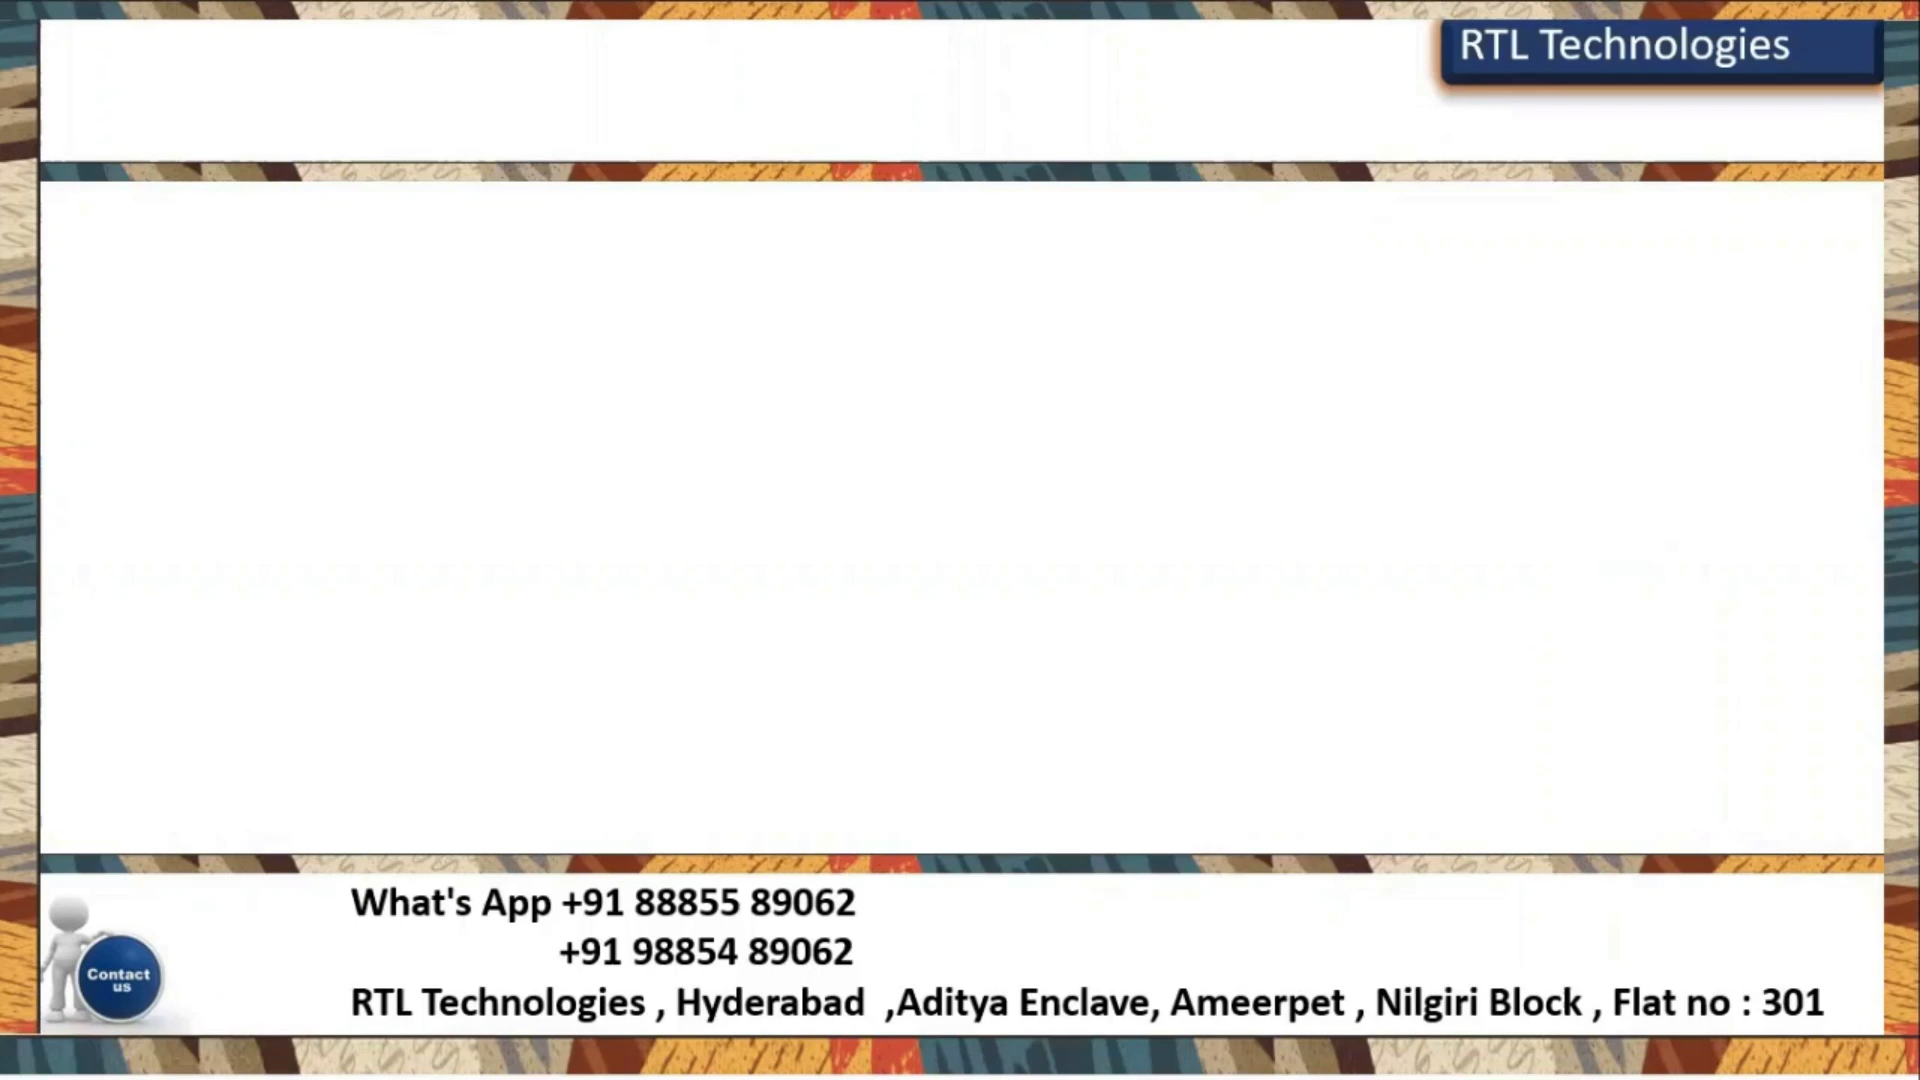 RTL Technologies
What's App +91 88855 89062
+91 98854 89062
Contact
us
RTL Technologies , Hyderabad  ,Aditya Enclave, Ameerpet , Nilgiri Block , Flat no : 301